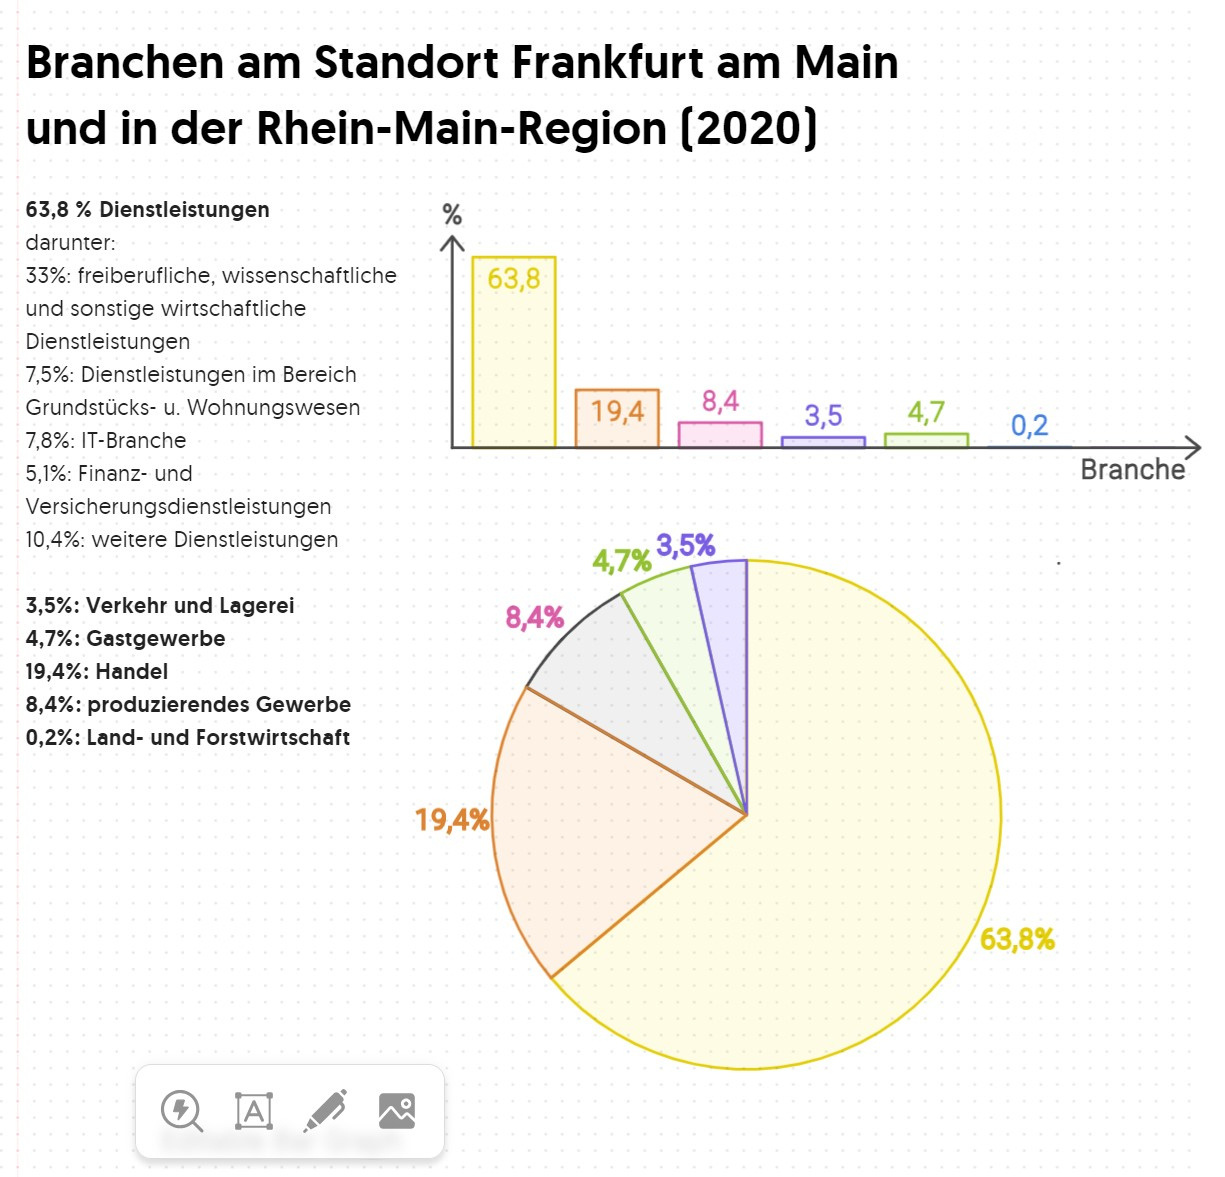 Branchen am Standort Frankfurt am Main
und in der Rhein-Main-Region (2020)
63,8 % Dienstleistungen
darunter:
33%: freiberufliche, wissenschaftliche
und sonstige wirtschaftliche
Dienstleistungen
7,5%: Dienstleistungen im Bereich
Grundstücks- u. Wohnungswesen
7,8%: IT-Branche
5,1%: Finanz- und
Versicherungsdienstleistungen
10,4%: weitere Dienstleistungen
3,5%: Verkehr und Lagerei
4,7%: Gastgewerbe
19,4%: Handel
8,4%: produzierendes Gewerbe
0,2%: Land- und Forstwirtschaft
%
63,8
19,4
8,4
3,5
4,7
0,2
Branche
3,5%
4,7%
8,4%
19,4%
63,8%
A